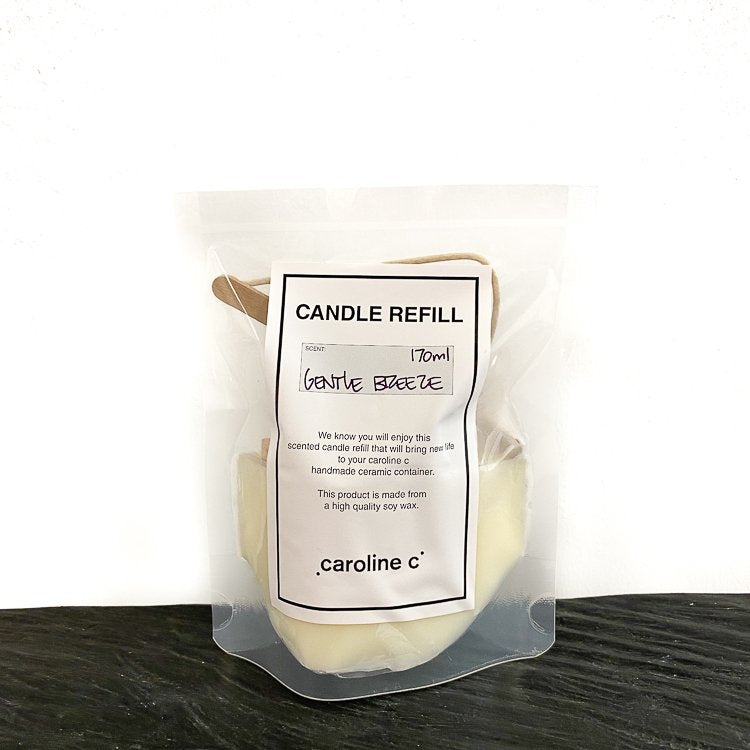 CANDLE REFILL
SCENT: 170ml
GENTLE BREEZE
We know you will enjoy this
scented candle refill that will bring new life
to your caroline c
handmade ceramic container.
This product is made from
a high quality soy wax.
.caroline c.